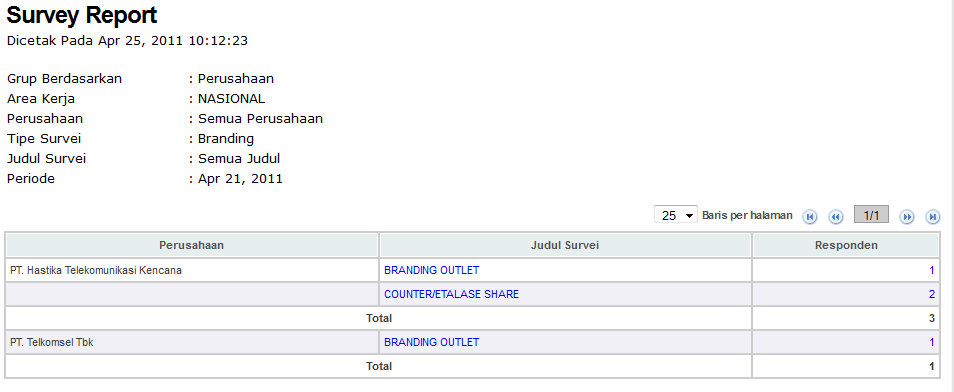 Survey Report
Dicetak Pada Apr 25, 2011 10:12:23
Grup Berdasarkan : Perusahaan
Area Kerja : NASIONAL
Perusahaan : Semua Perusahaan
Tipe Survei : Branding
Judul Survei : Semua Judul
Periode : Apr 21, 2011
25 Baris per halaman 1/1
Perusahaan Judul Survei Responden
PT. Hastika Telekomunikasi Kencana BRANDING OUTLET 1
COUNTER/ETALASE SHARE 2
Total 3
PT. Telkomsel Tbk BRANDING OUTLET 1
Total 1